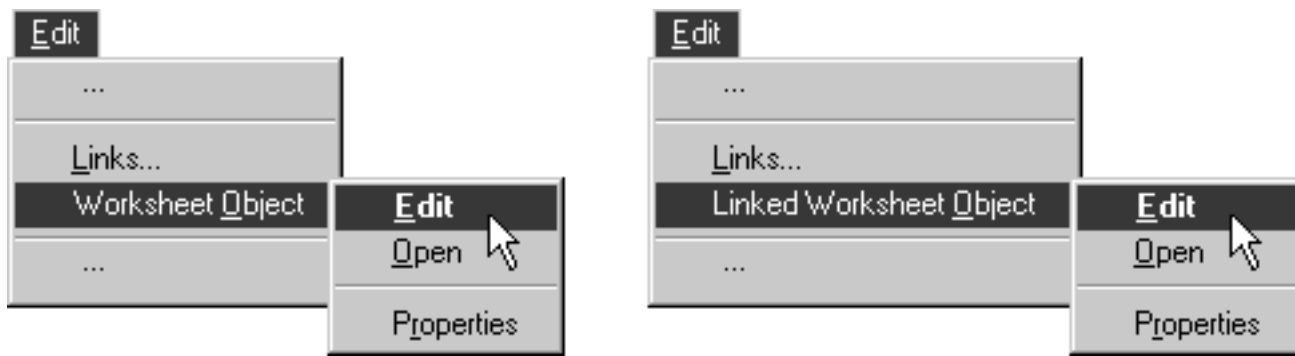 Edit
...
Links...
Worksheet Object
...
Edit
Open
Properties
Edit
...
Links...
Linked Worksheet Object
...
Edit
Open
Properties